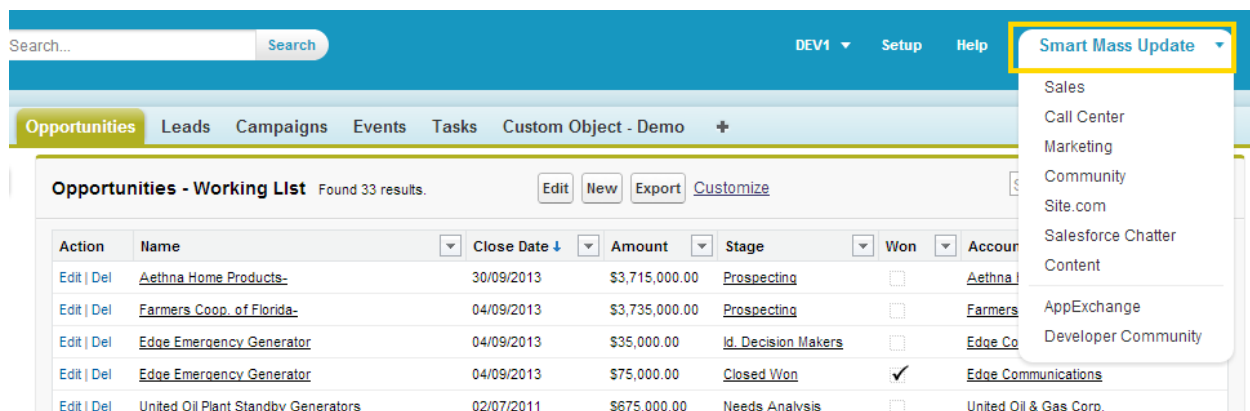 Search... Search DEV1 Setup Help Smart Mass Update
Sales
Call Center
Marketing
Community
Site.com
Salesforce Chatter
Content
AppExchange
Developer Community
Opportunities Leads Campaigns Events Tasks Custom Object - Demo +
Opportunities - Working LIst Found 33 results. Edit New Export Customize S
Action Name Close Date Amount Stage Won Accoun
Edit | Del Aethna Home Products- 30/09/2013 $3,715,000.00 Prospecting Aethna
Edit | Del Farmers Coop. of Florida- 04/09/2013 $3,735,000.00 Prospecting Farmers
Edit | Del Edge Emergency Generator 04/09/2013 $35,000.00 Id. Decision Makers Edge Co
Edit | Del Edge Emergency Generator 04/09/2013 $75,000.00 Closed Won Edge Communications
Edit | Del United Oil Plant Standby Generators 02/07/2011 $675,000.00 Needs Analysis United Oil & Gas Corp.